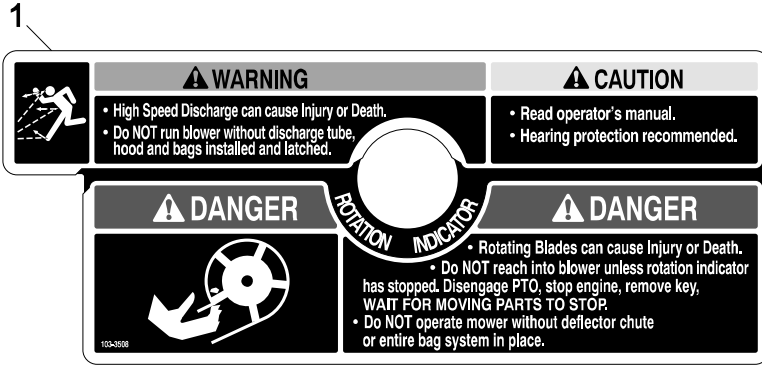 1
WARNING
• High Speed Discharge can cause Injury or Death.
• Do NOT run blower without discharge tube,
hood and bags installed and latched.
CAUTION
• Read operator's manual.
• Hearing protection recommended.
ROTATION INDICATOR
DANGER
103-3508
DANGER
• Rotating Blades can cause Injury or Death.
• Do NOT reach into blower unless rotation indicator
has stopped. Disengage PTO, stop engine, remove key,
WAIT FOR MOVING PARTS TO STOP.
• Do NOT operate mower without deflector chute
or entire bag system in place.